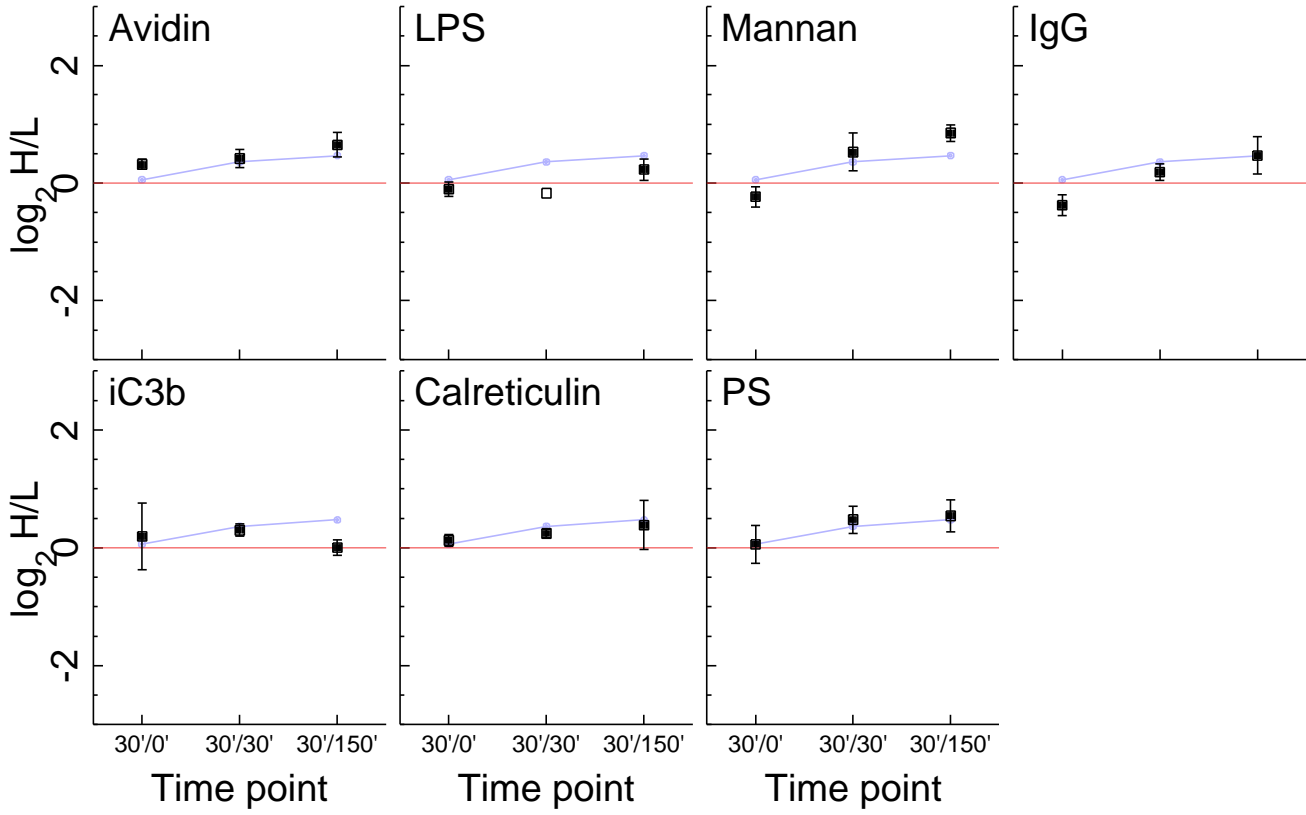 Avidin
LPS
Mannan
IgG
2
0
-2
log2 H/L
iC3b
Calreticulin
PS
2
0
-2
log2 H/L
30'/0' 30'/30' 30'/150'
30'/0' 30'/30' 30'/150'
30'/0' 30'/30' 30'/150'
Time point
Time point
Time point